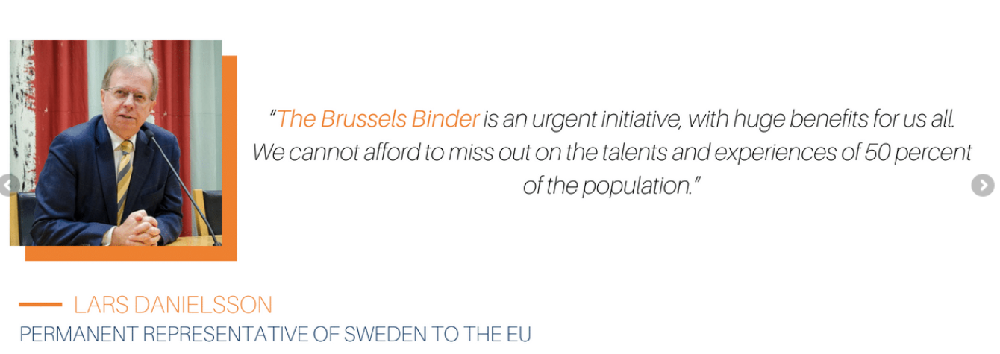 “The Brussels Binder is an urgent initiative, with huge benefits for us all.
We cannot afford to miss out on the talents and experiences of 50 percent
of the population.”
LARS DANIELSSON
PERMANENT REPRESENTATIVE OF SWEDEN TO THE EU